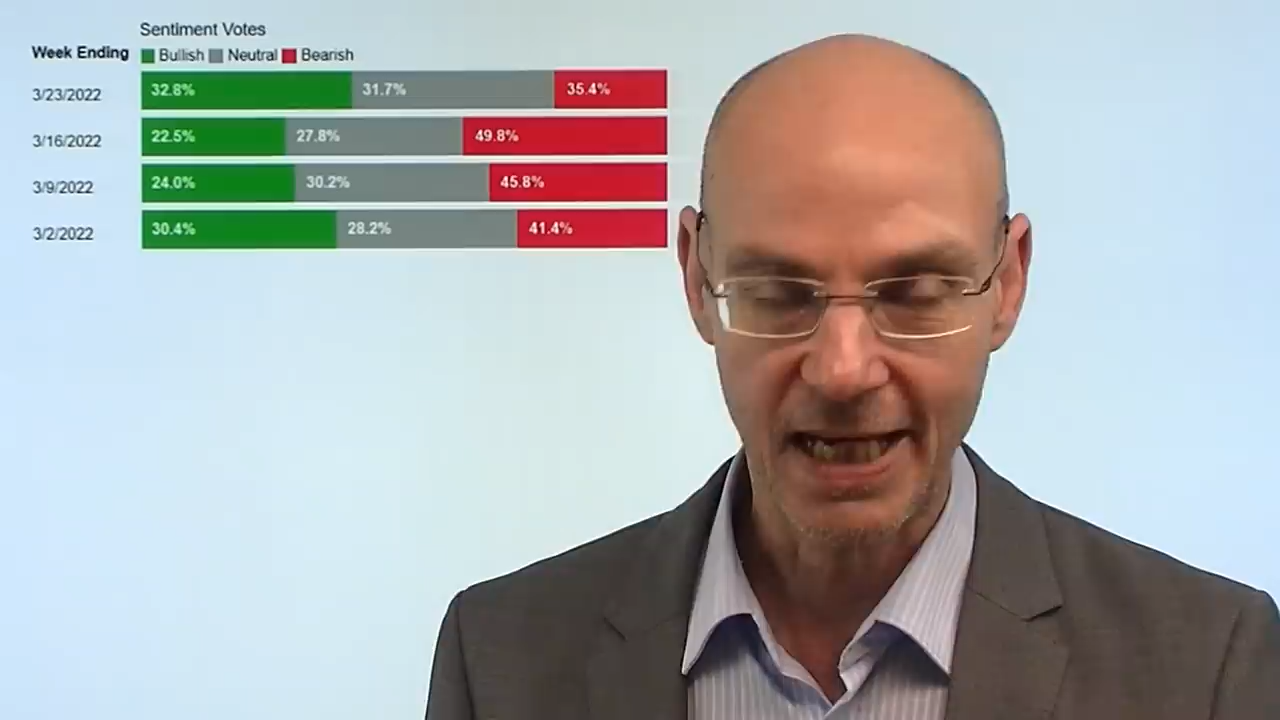 Sentiment Votes
Week Ending Bullish Neutral Bearish
3/23/2022 32.8% 31.7% 35.4%
3/16/2022 22.5% 27.8% 49.8%
3/9/2022 24.0% 30.2% 45.8%
3/2/2022 30.4% 28.2% 41.4%